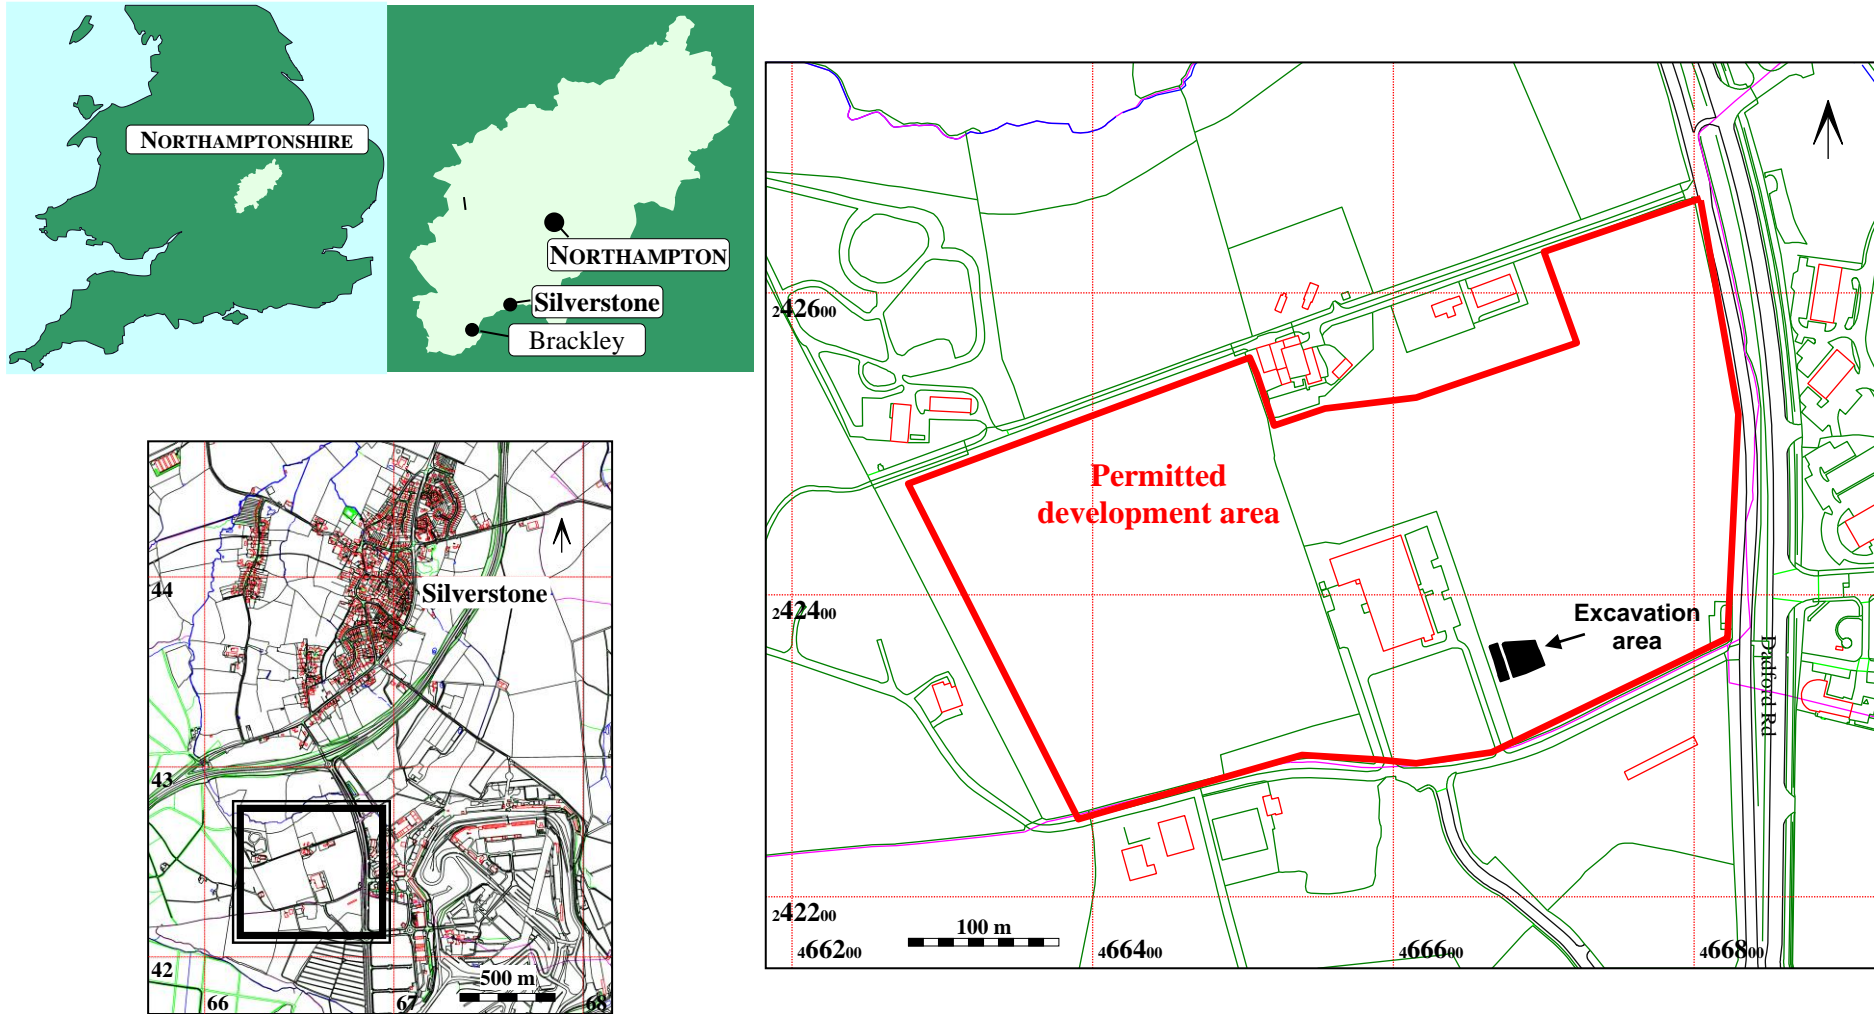 NORTHAMPTONSHIRE
NORTHAMPTON
Silverstone
Brackley
Silverstone
44
43
42
66
67
68
500 m
Permitted
development area
Excavation
area
Dadford Rd
242600
242400
242200
466200
466400
466600
466800
100 m